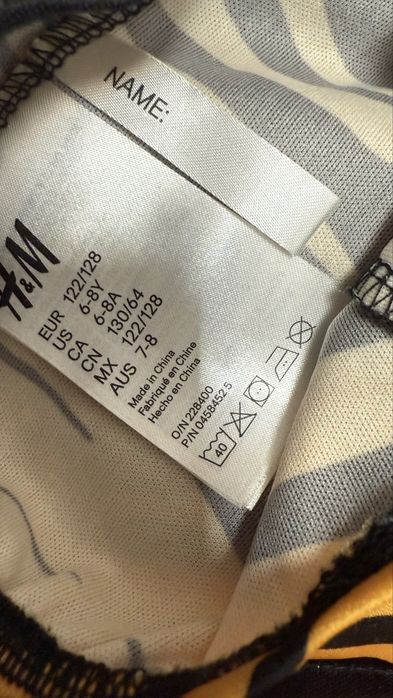 NAME:
H&M
EUR 122/128
US 6-8Y
CA 6-8A
CN 130/64
MX 122/128
AUS 7-8
Made in China
Fabriqué en Chine
Hecho en China
O/N 228400
P/N 0458452 5
40